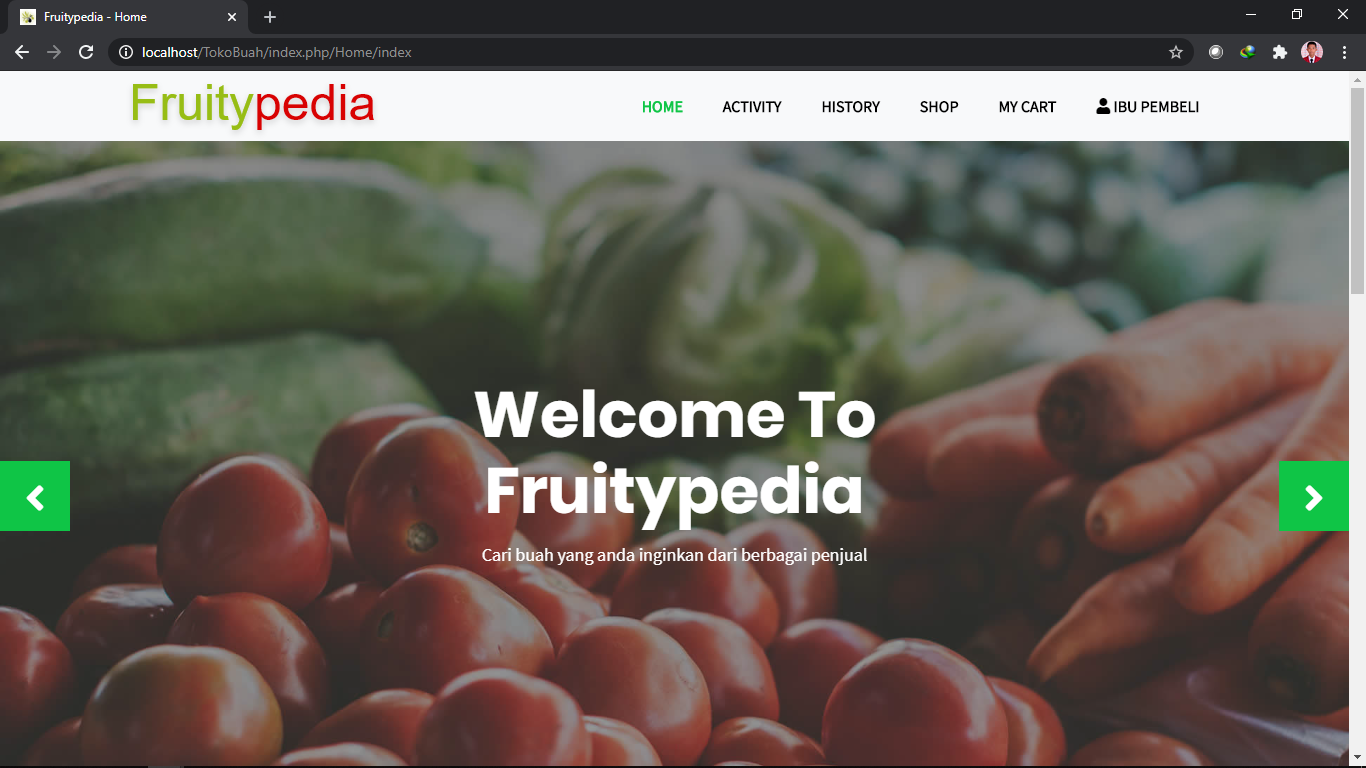 Fruitypedia - Home
localhost/TokoBuah/index.php/Home/index
Fruitypedia
HOME ACTIVITY HISTORY SHOP MY CART IBU PEMBELI
Welcome To
Fruitypedia
Cari buah yang anda inginkan dari berbagai penjual